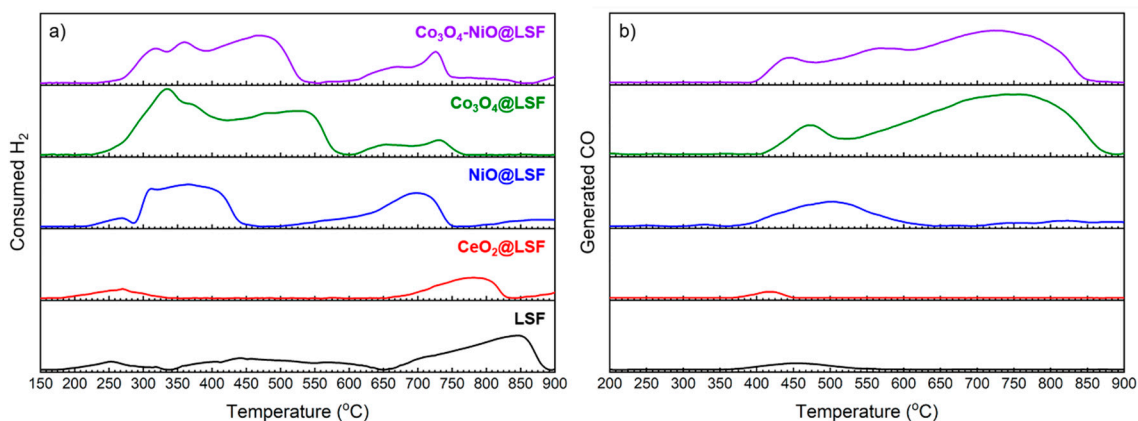 a)
Co₃O₄-NiO@LSF
Co₃O₄@LSF
NiO@LSF
CeO₂@LSF
LSF
Consumed H₂
150 200 250 300 350 400 450 500 550 600 650 700 750 800 850 900
Temperature (°C)
b)
Generated CO
200 250 300 350 400 450 500 550 600 650 700 750 800 850 900
Temperature (°C)